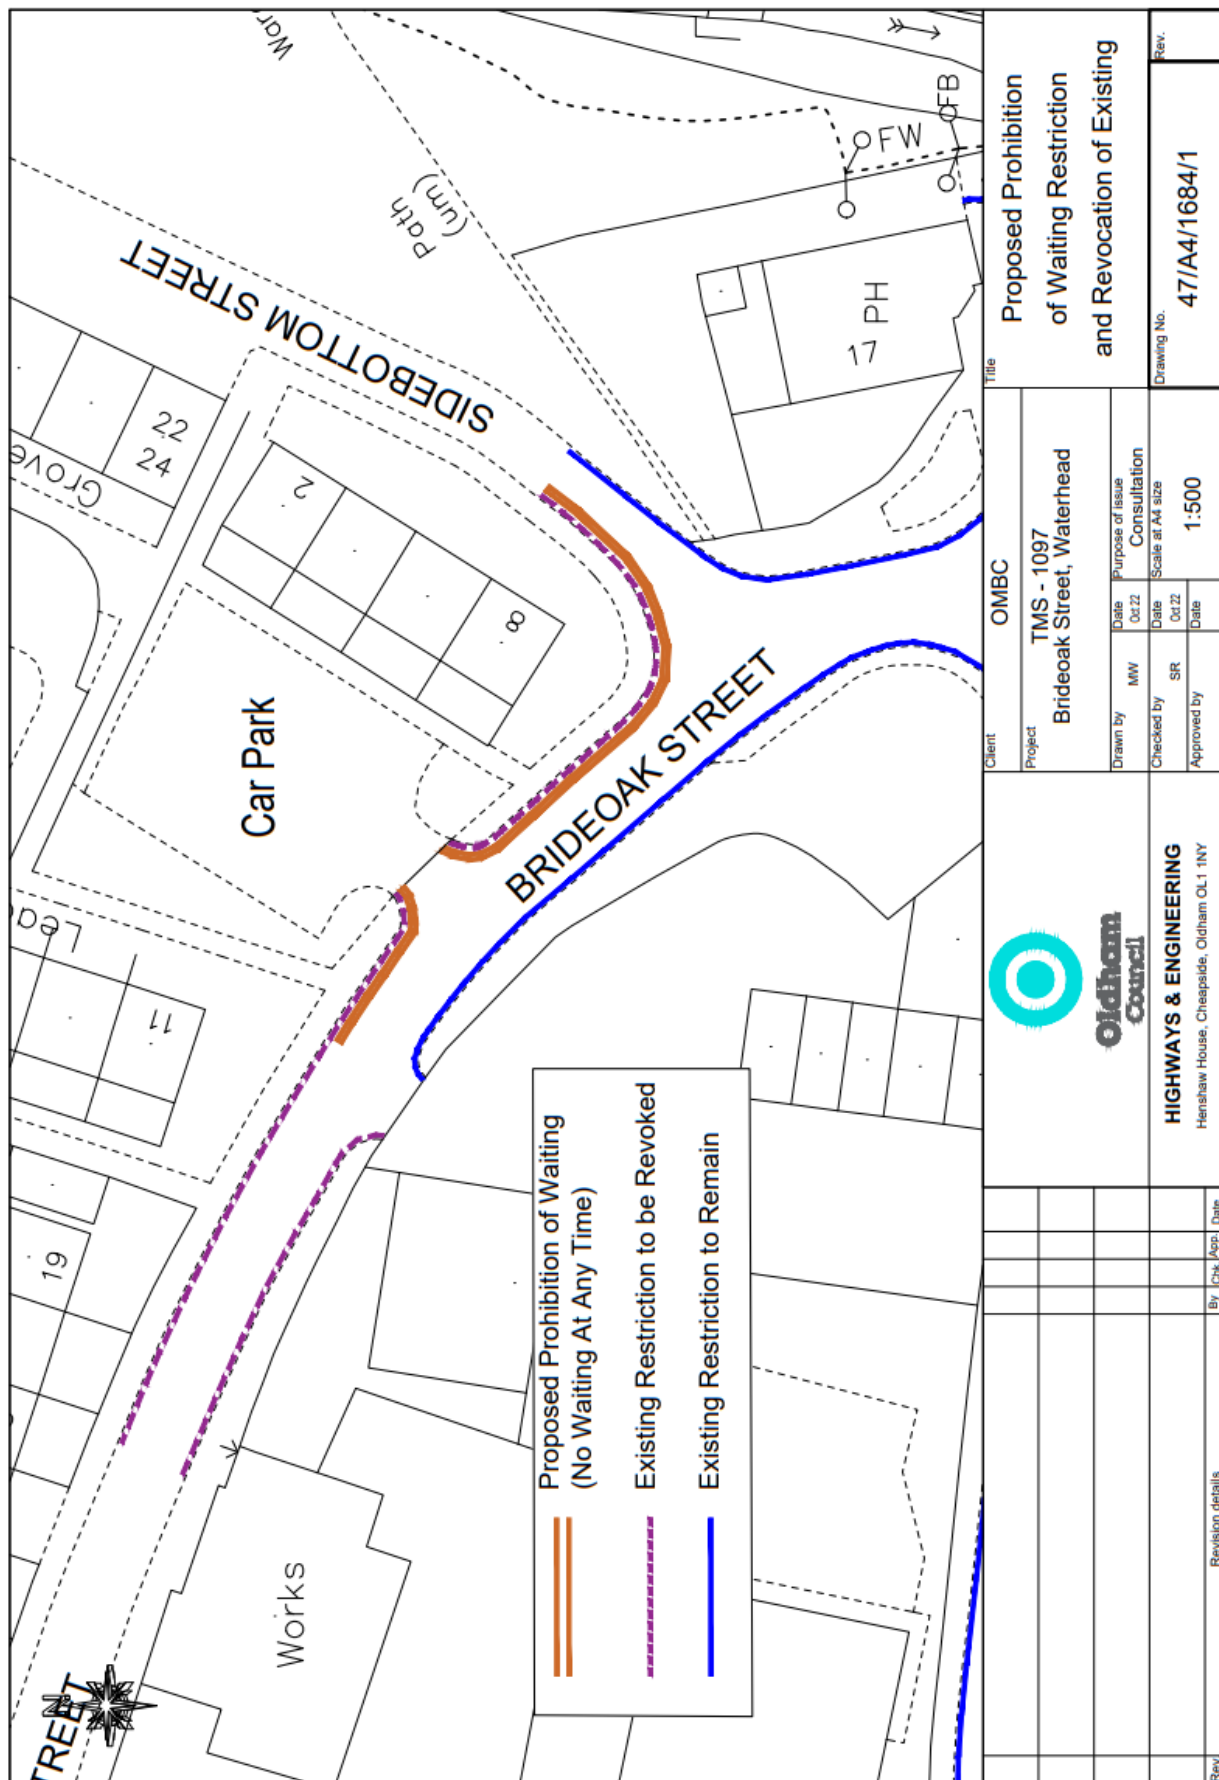 TREET
N
Works
19
11
Car Park
Grove
22
24
2
8
SIDEBOTTOM STREET
BRIDEOAK STREET
Path
(um)
17 PH
FW
FB
Proposed Prohibition of Waiting
(No Waiting At Any Time)
Existing Restriction to be Revoked
Existing Restriction to Remain
Rev.
Revision details
By
Chk.
App.
Date
Oldham
Council
HIGHWAYS & ENGINEERING
Henshaw House, Cheapside, Oldham OL1 1NY
Client
OMBC
Project
TMS - 1097
Brideoak Street, Waterhead
Drawn by
MW
Date
Oct 22
Purpose of issue
Consultation
Checked by
SR
Date
Oct 22
Scale at A4 size
1:500
Approved by
Date
Title
Proposed Prohibition
of Waiting Restriction
and Revocation of Existing
Drawing No.
47/A4/1684/1
Rev.